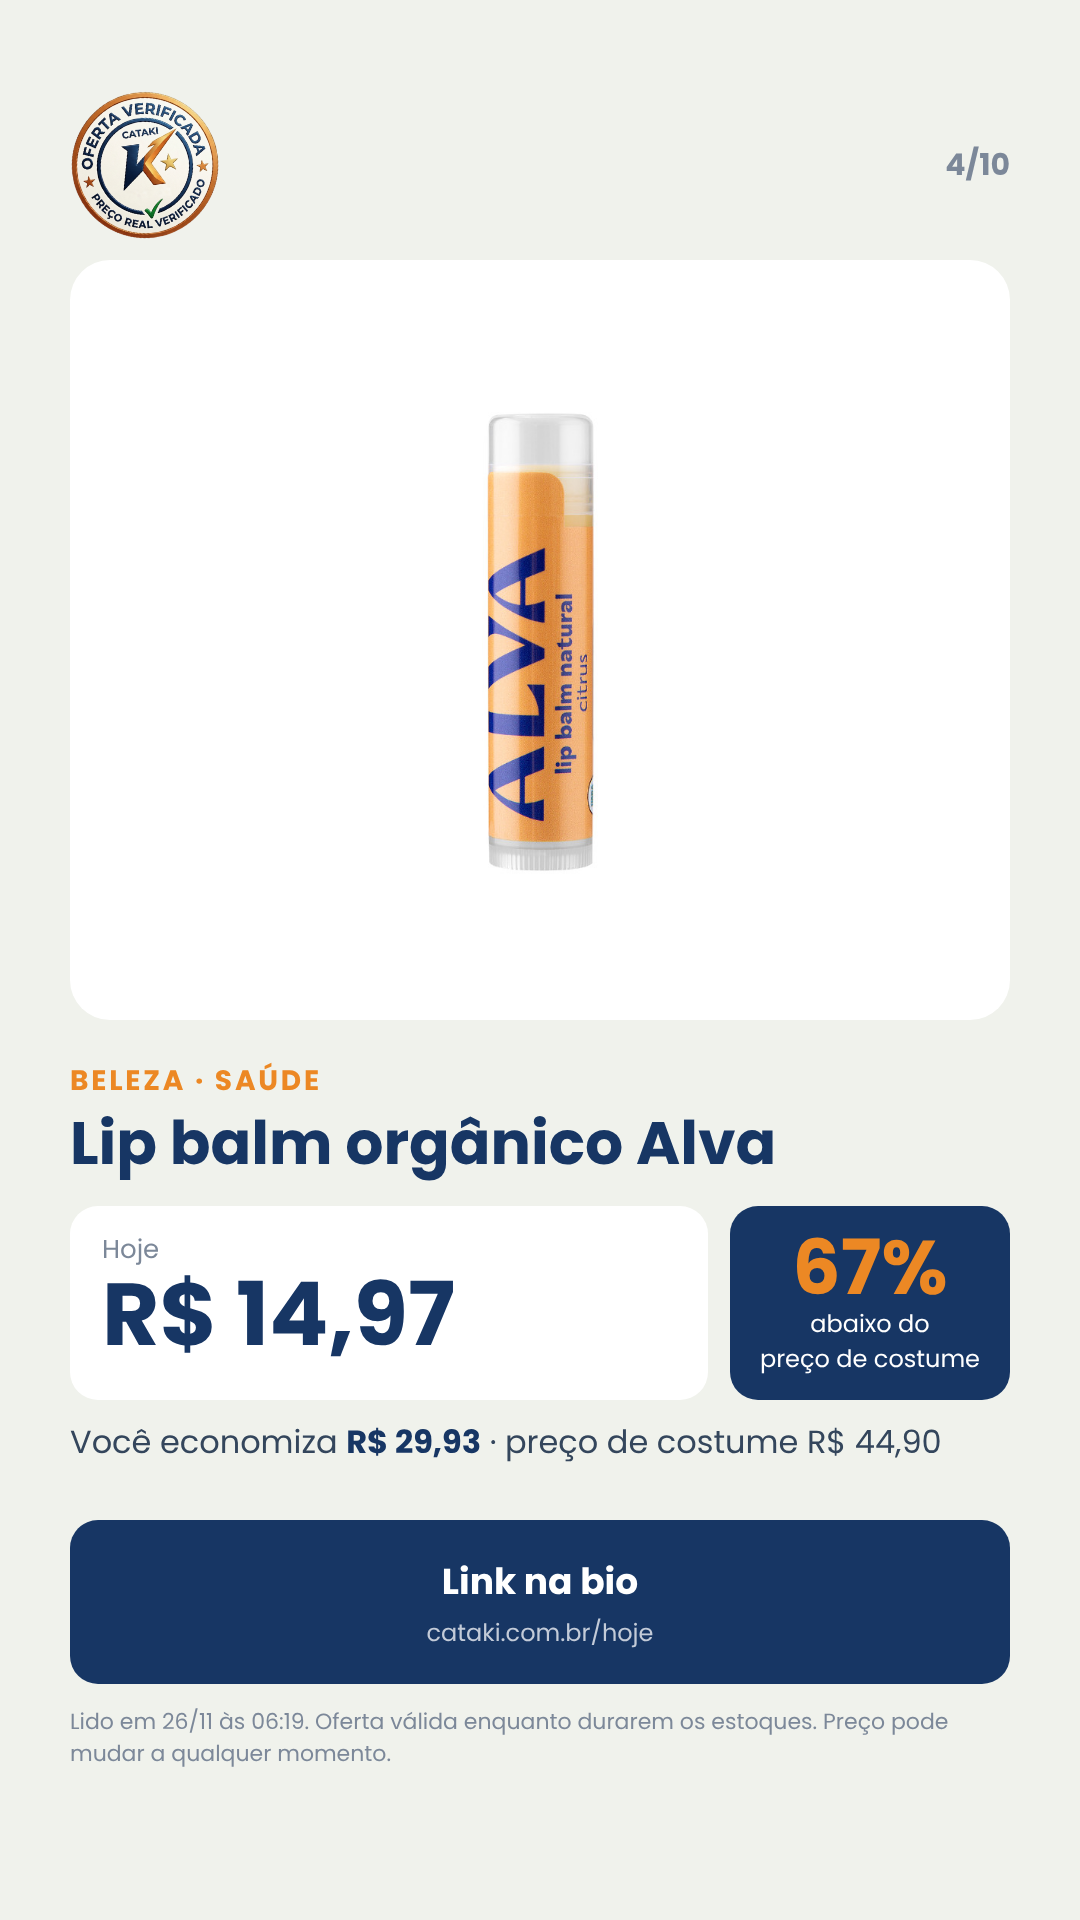 OFERTA VERIFICADA
CATAKI
K
PREÇO REAL VERIFICADO
4/10
ALVA
lip balm natural
citrus
BELEZA · SAÚDE
Lip balm orgânico Alva
Hoje
R$ 14,97
67%
abaixo do
preço de costume
Você economiza R$ 29,93 · preço de costume R$ 44,90
Link na bio
cataki.com.br/hoje
Lido em 26/11 às 06:19. Oferta válida enquanto durarem os estoques. Preço pode
mudar a qualquer momento.